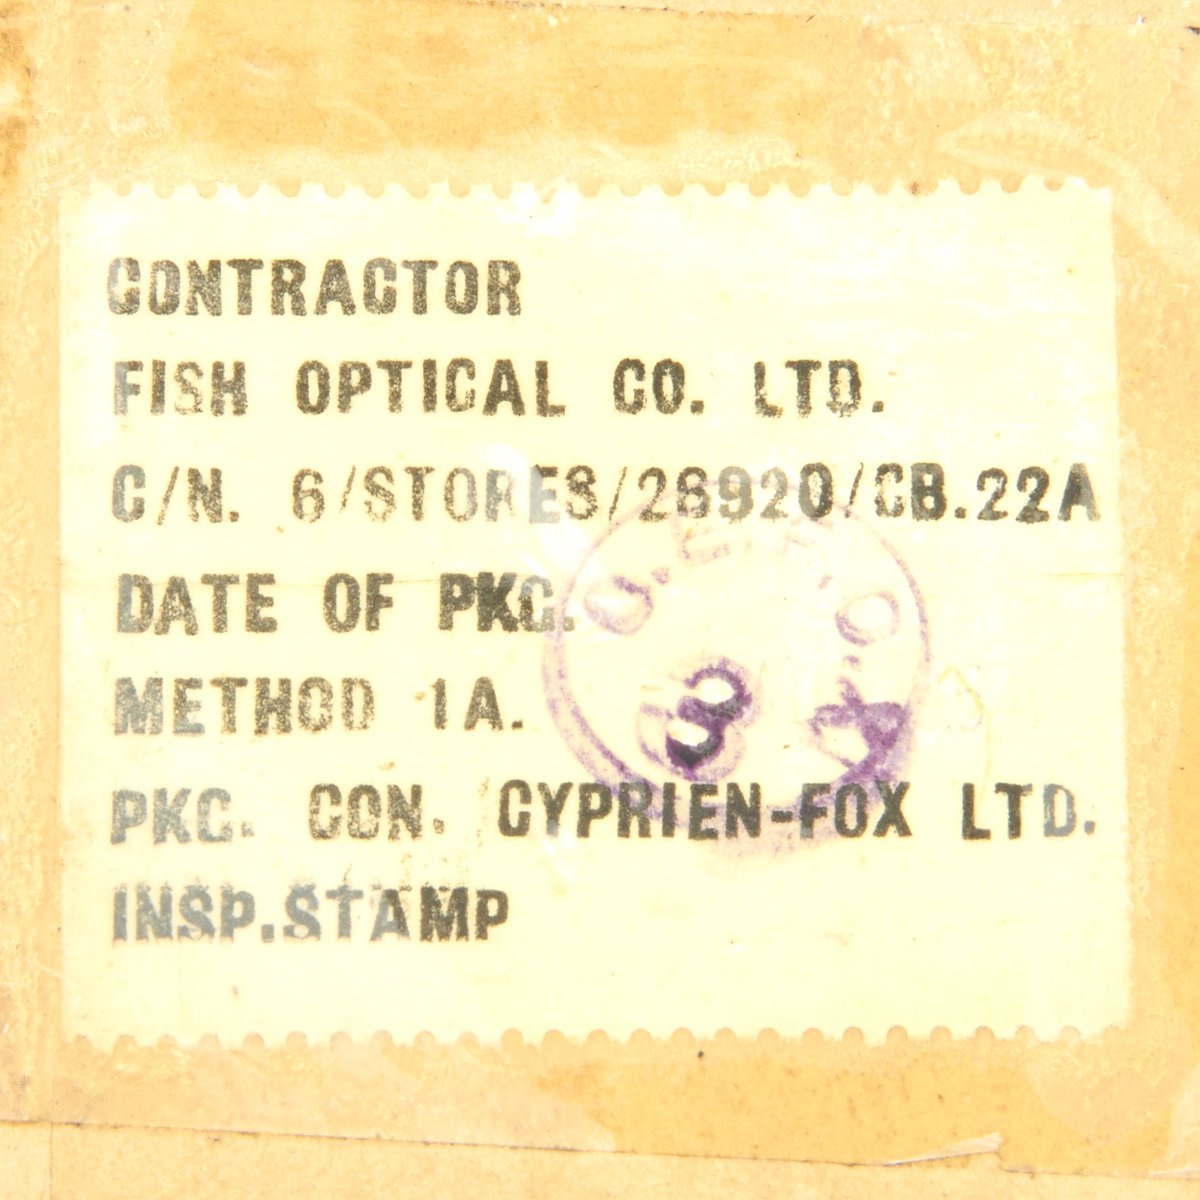 CONTRACTOR
FISH OPTICAL CO. LTD.
C/N. 6/STORES/26920/CB.22A
DATE OF PKG.
METHOD 1A.
PKG. CON. CYPRIEN-FOX LTD.
INSP.STAMP